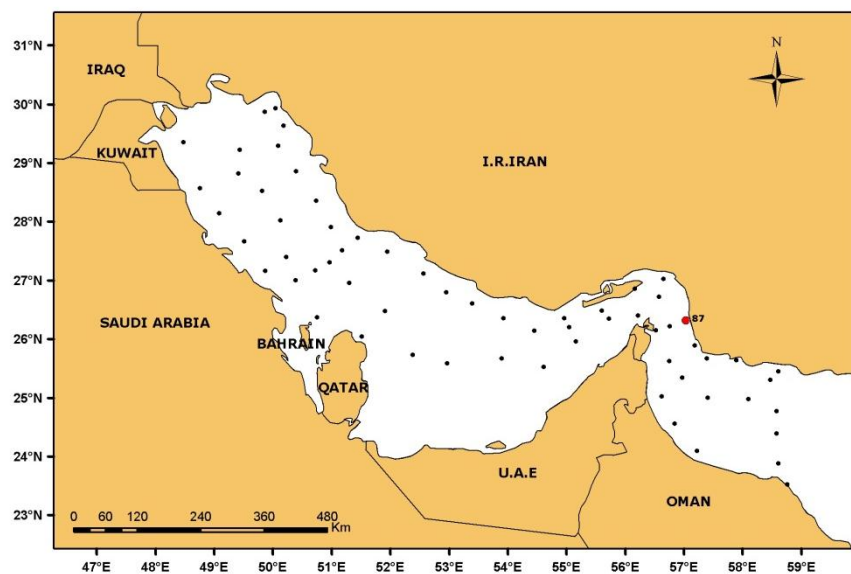 31°N
30°N
29°N
28°N
27°N
26°N
25°N
24°N
23°N
N
IRAQ
KUWAIT
I.R.IRAN
SAUDI ARABIA
BAHRAIN
QATAR
87
U.A.E
OMAN
0 60 120 240 360 480
Km
47°E 48°E 49°E 50°E 51°E 52°E 53°E 54°E 55°E 56°E 57°E 58°E 59°E